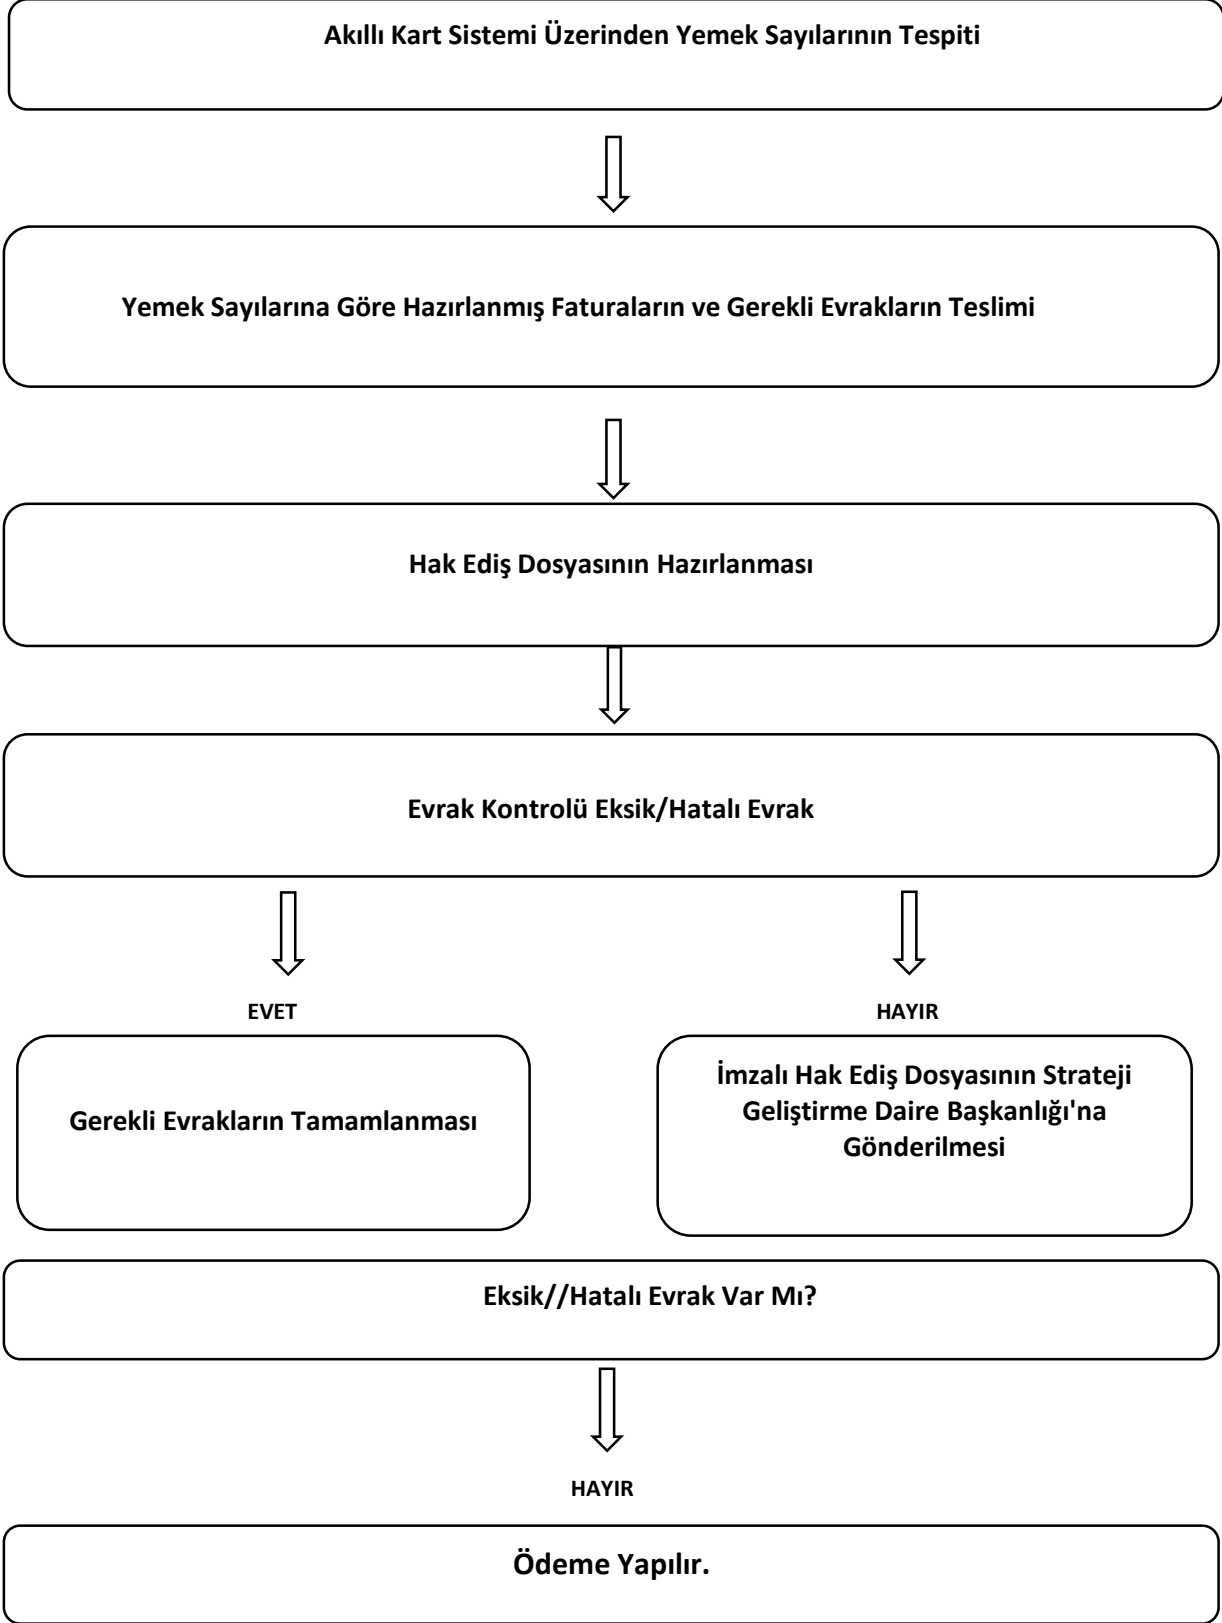 Akıllı Kart Sistemi Üzerinden Yemek Sayılarının Tespiti
Yemek Sayılarına Göre Hazırlanmış Faturaların ve Gerekli Evrakların Teslimi
Hak Ediş Dosyasının Hazırlanması
Evrak Kontrolü Eksik/Hatalı Evrak
EVET
HAYIR
Gerekli Evrakların Tamamlanması
İmzalı Hak Ediş Dosyasının Strateji
Geliştirme Daire Başkanlığı'na
Gönderilmesi
Eksik//Hatalı Evrak Var Mı?
HAYIR
Ödeme Yapılır.